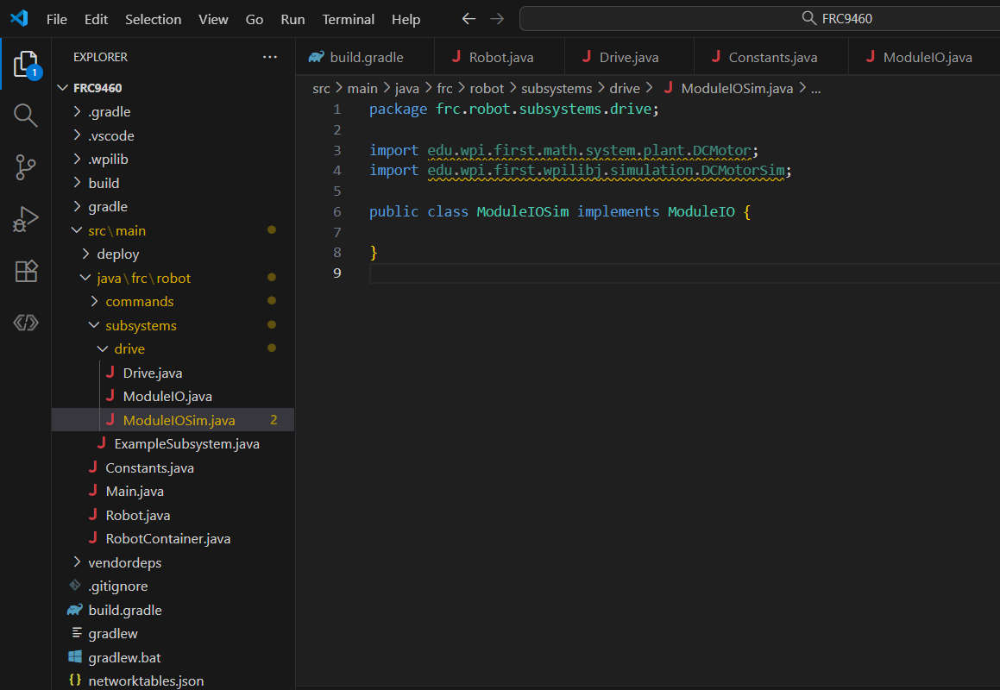 File Edit Selection View Go Run Terminal Help FRC9460
1
EXPLORER ...
FRC9460
.gradle
.vscode
.wpilib
build
gradle
src\main
deploy
java\frc\robot
commands
subsystems
drive
J Drive.java
J ModuleIO.java
J ModuleIOSim.java 2
J ExampleSubsystem.java
J Constants.java
J Main.java
J Robot.java
J RobotContainer.java
vendordeps
.gitignore
build.gradle
gradlew
gradlew.bat
{} networktables.json
build.gradle J Robot.java J Drive.java J Constants.java J ModuleIO.java
src > main > java > frc > robot > subsystems > drive > J ModuleIOSim.java > ...
1 package frc.robot.subsystems.drive;
2
3 import edu.wpi.first.math.system.plant.DCMotor;
4 import edu.wpi.first.wpilibj.simulation.DCMotorSim;
5
6 public class ModuleIOSim implements ModuleIO {
7
8 }
9